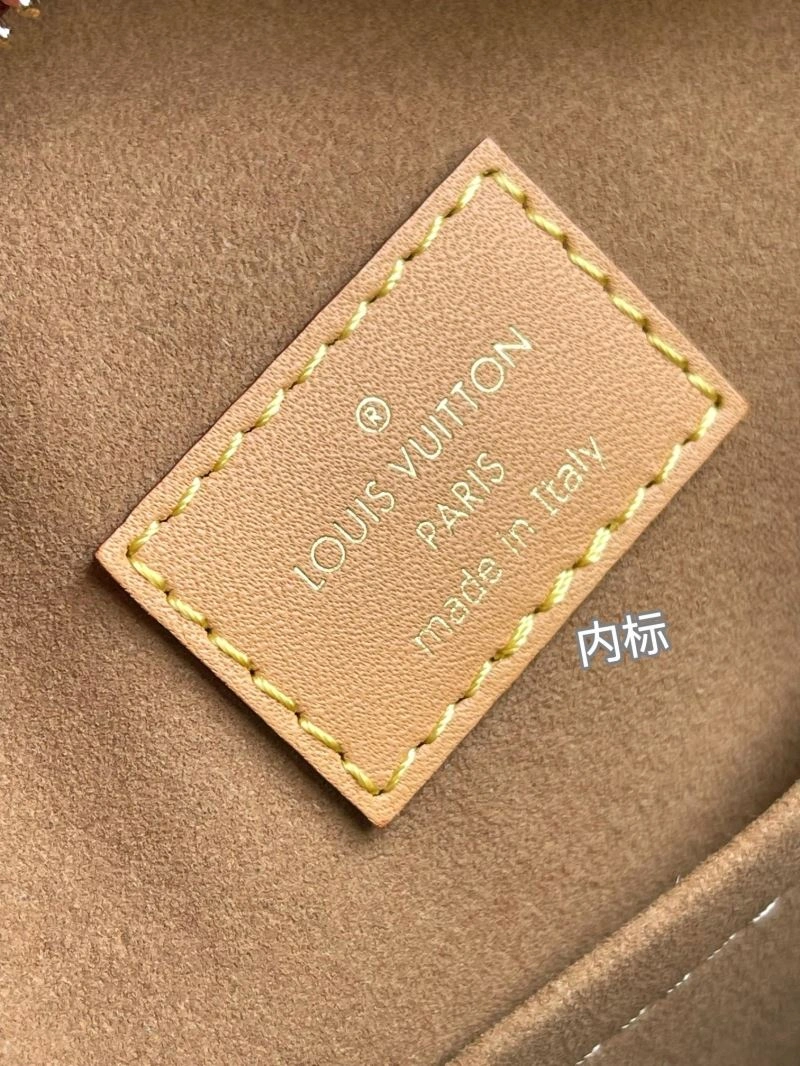 ®
LOUIS VUITTON
PARIS
made in Italy
内标